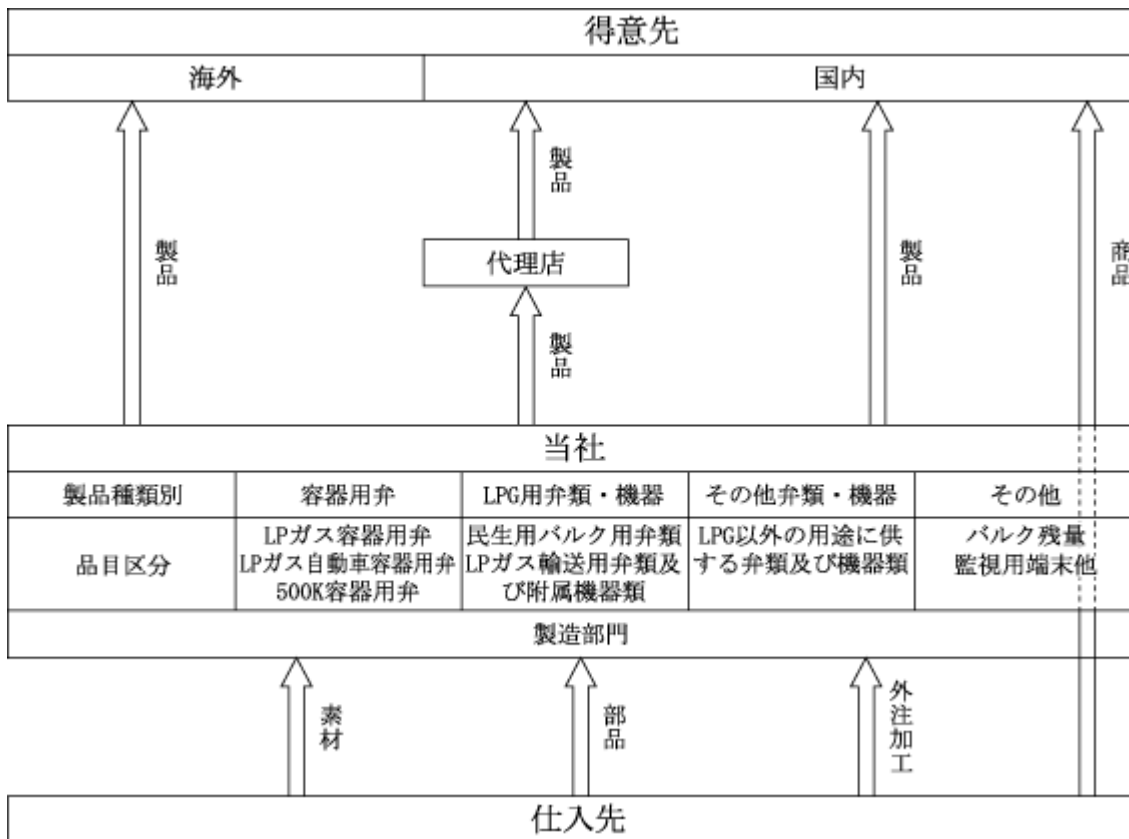 得意先
海外
国内
製品
製品
製品
商品
代理店
製品
当社
製品種類別
容器用弁
LPG用弁類・機器
その他弁類・機器
その他
品目区分
LPガス容器用弁
LPガス自動車容器用弁
500K容器用弁
民生用バルク用弁類
LPガス輸送用弁類及
び附属機器類
LPG以外の用途に供
する弁類及び機器類
バルク残量
監視用端末他
製造部門
素材
部品
外注加工
仕入先